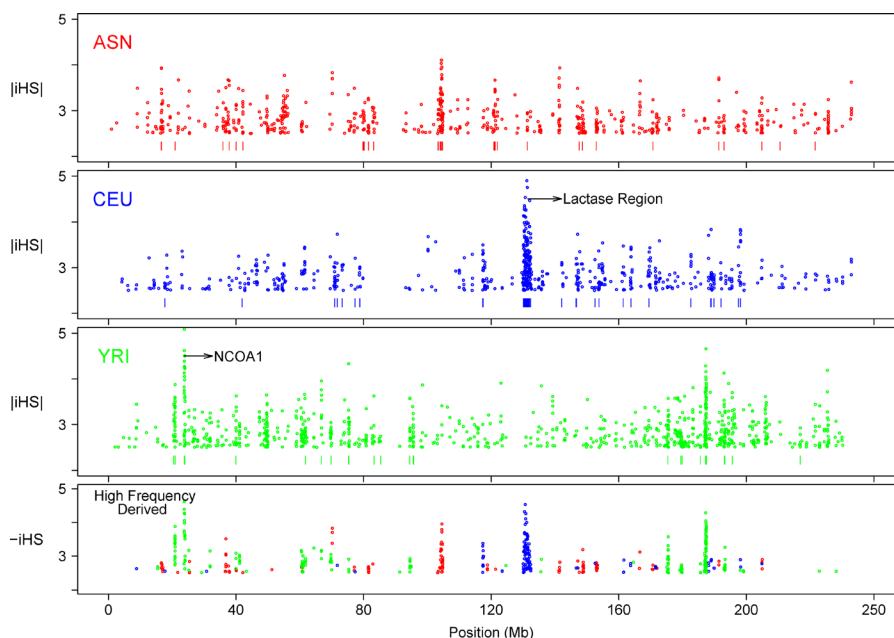 5
ASN
|iHS|
3
5
CEU
Lactase Region
|iHS|
3
5
YRI
NCOA1
|iHS|
3
5
High Frequency
Derived
−iHS
3
0 40 80 120 160 200 250
Position (Mb)